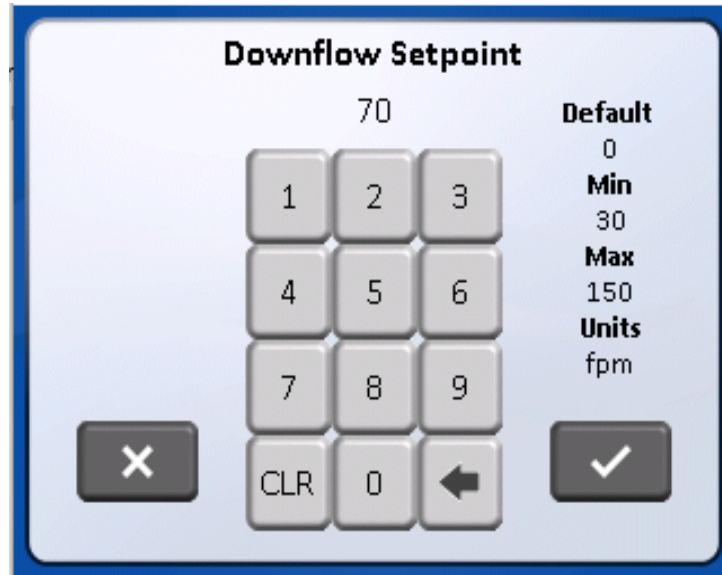 Downflow Setpoint
70
Default
0
Min
30
Max
150
Units
fpm
1 2 3
4 5 6
7 8 9
CLR 0